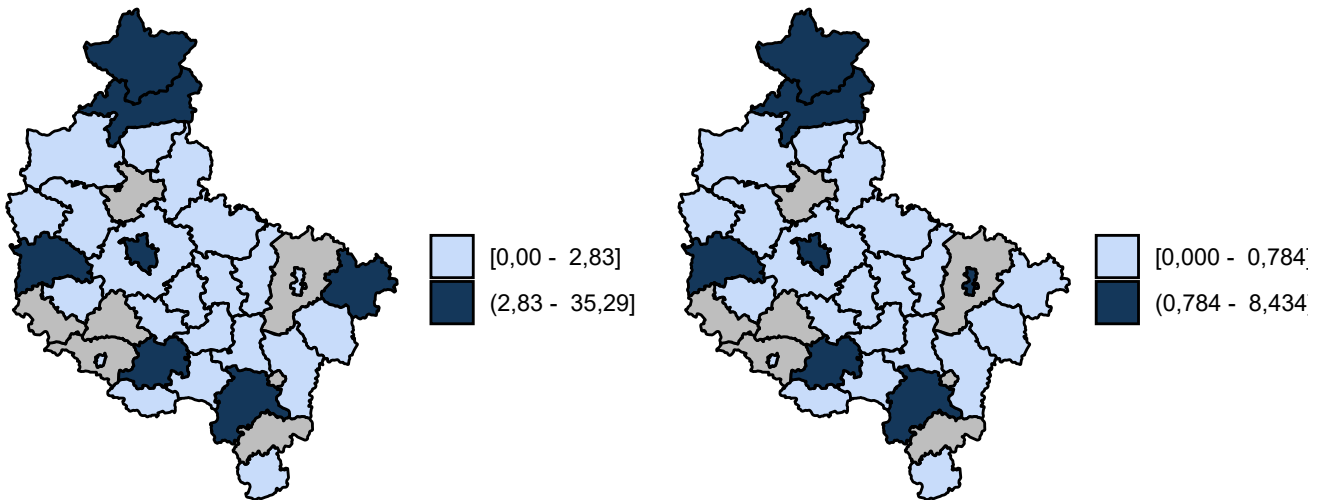 [0,00 - 2,83]
(2,83 - 35,29]
[0,000 - 0,784]
(0,784 - 8,434]